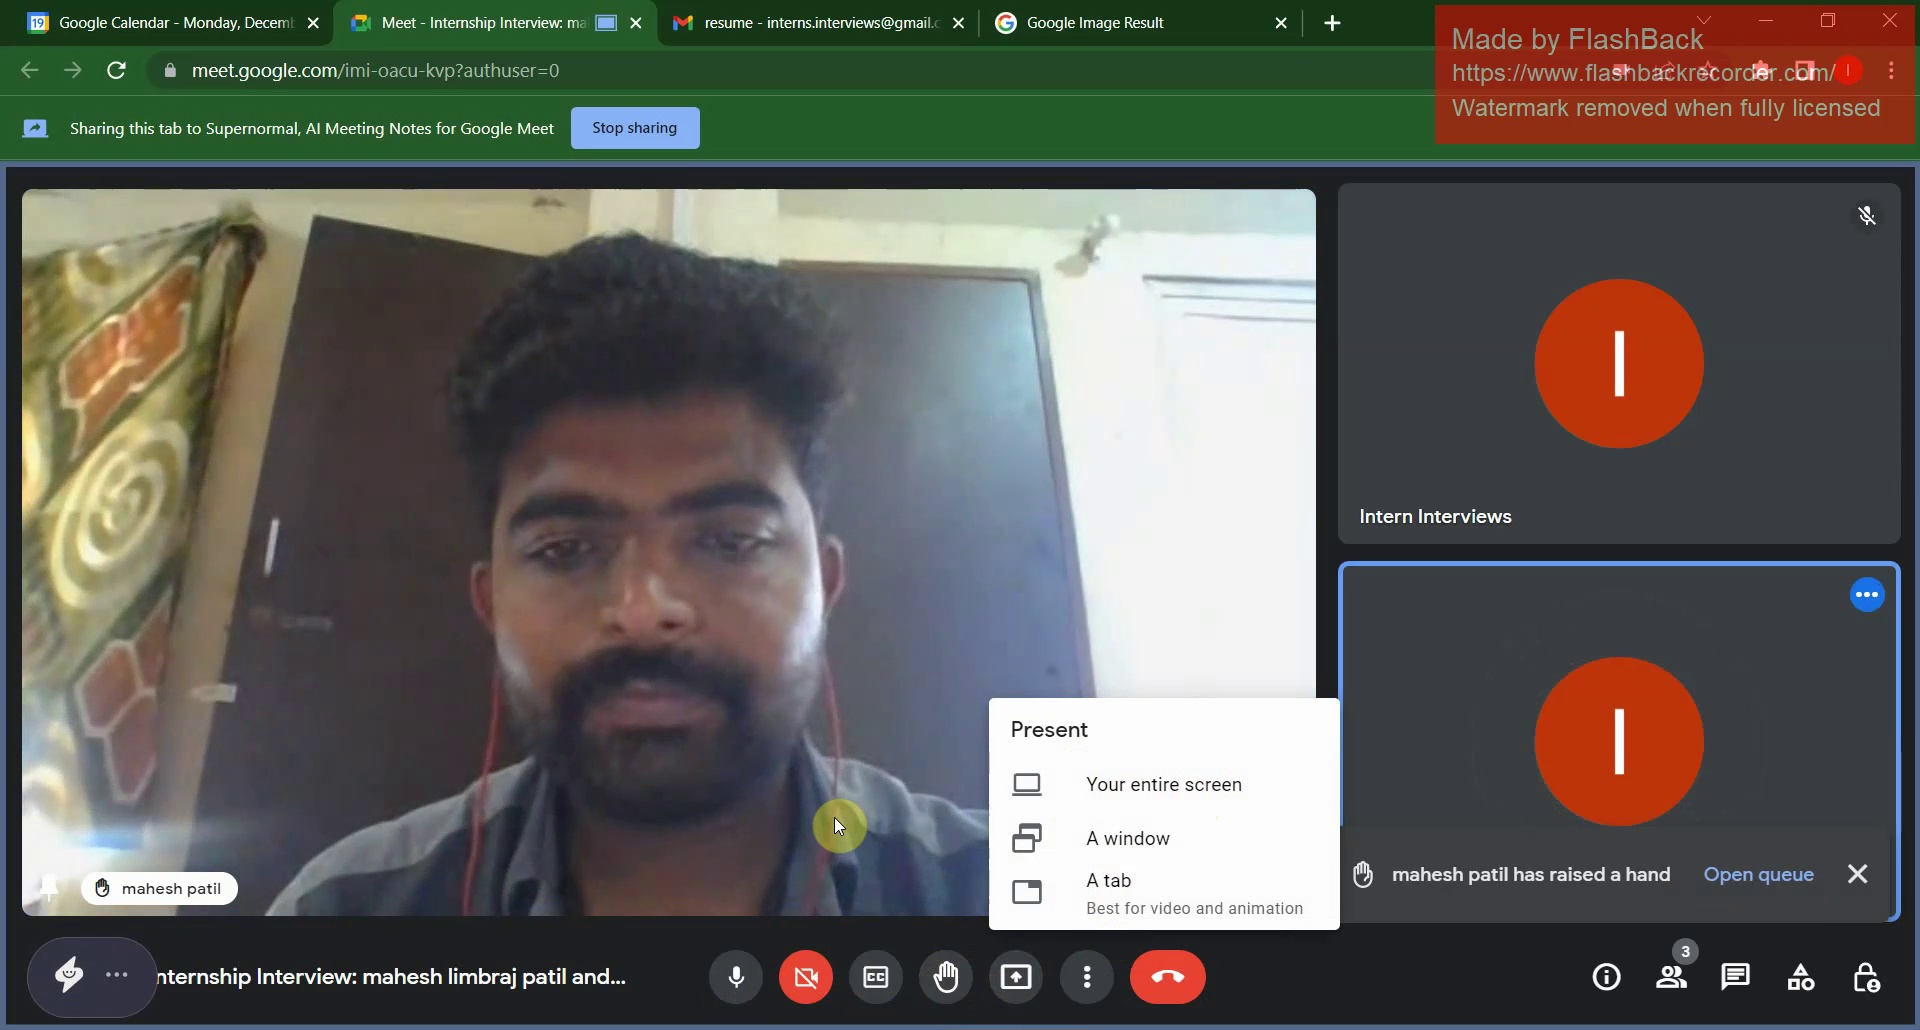 Google Calendar - Monday, Decem
Meet - Internship Interview: ma
resume - interns.interviews@gmail.c
Google Image Result
meet.google.com/imi-oacu-kvp?authuser=0
Made by FlashBack
https://www.flashbackrecorder.com/
Watermark removed when fully licensed
Sharing this tab to Supernormal, AI Meeting Notes for Google Meet
Stop sharing
I
Intern Interviews
I
mahesh patil
Present
Your entire screen
A window
A tab
Best for video and animation
mahesh patil has raised a hand
Open queue
nternship Interview: mahesh limbraj patil and...
3